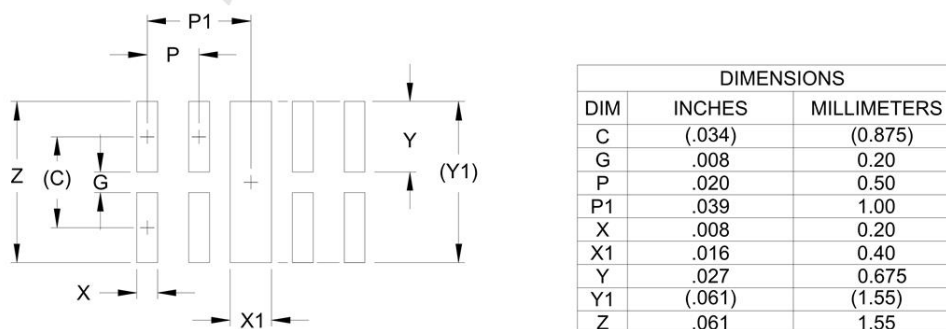 P1
P
Z
(C)
G
Y
(Y1)
X
X1
DIMENSIONS
DIM INCHES MILLIMETERS
C (.034) (0.875)
G .008 0.20
P .020 0.50
P1 .039 1.00
X .008 0.20
X1 .016 0.40
Y .027 0.675
Y1 (.061) (1.55)
Z .061 1.55